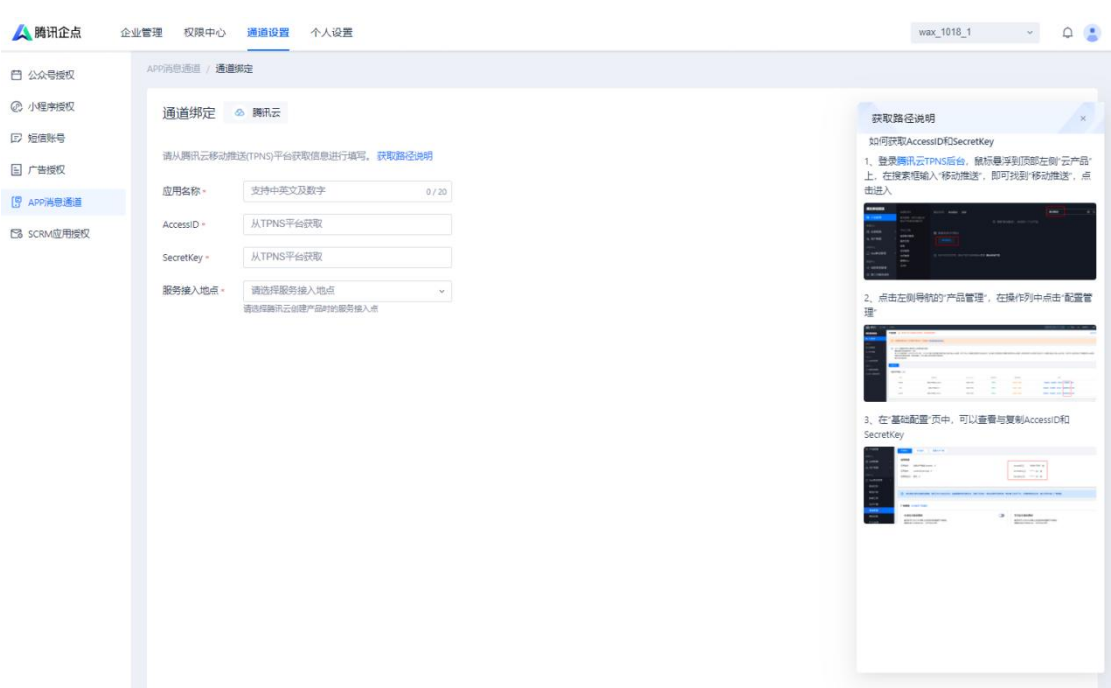 腾讯企点
企业管理 权限中心 通道设置 个人设置
wax_1018_1
公众号授权
小程序授权
短信账号
广告授权
APP消息通道
SCRM应用授权
APP消息通道 / 通道绑定
通道绑定 腾讯云
请从腾讯云移动推送(TPNS)平台获取信息进行填写。 获取路径说明
应用名称 * 支持中英文及数字 0 / 20
AccessID * 从TPNS平台获取
SecretKey * 从TPNS平台获取
服务接入地点 * 请选择服务接入地点
请选择腾讯云创建产品时的服务接入点
获取路径说明 ×
如何获取AccessID和SecretKey
1、登录腾讯云TPNS后台，鼠标悬浮到顶部左侧“云产品”
上，在搜索框输入“移动推送”，即可找到“移动推送”，点
击进入
2、点击左侧导航的“产品管理”，在操作列中点击“配置管
理”
3、在“基础配置”页中，可以查看与复制AccessID和
SecretKey